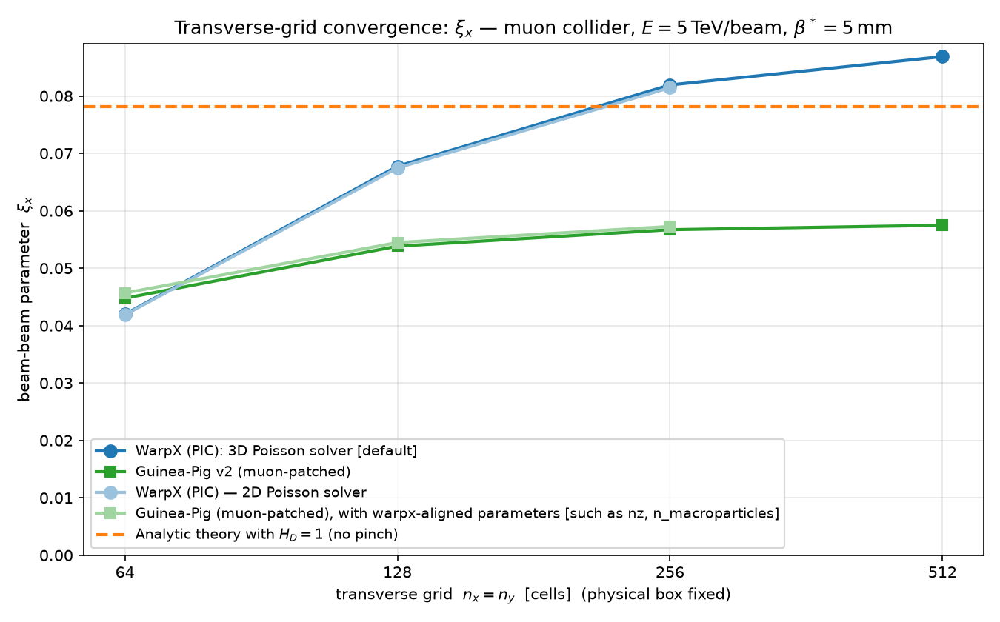 Transverse-grid convergence: ξₓ — muon collider, E = 5 TeV/beam, β* = 5 mm
beam-beam parameter ξₓ
0.08
0.07
0.06
0.05
0.04
0.03
0.02
0.01
0.00
WarpX (PIC): 3D Poisson solver [default]
Guinea-Pig v2 (muon-patched)
WarpX (PIC) — 2D Poisson solver
Guinea-Pig (muon-patched), with warpx-aligned parameters [such as nz, n_macroparticles]
Analytic theory with H_D = 1 (no pinch)
64 128 256 512
transverse grid nₓ = n_y [cells] (physical box fixed)